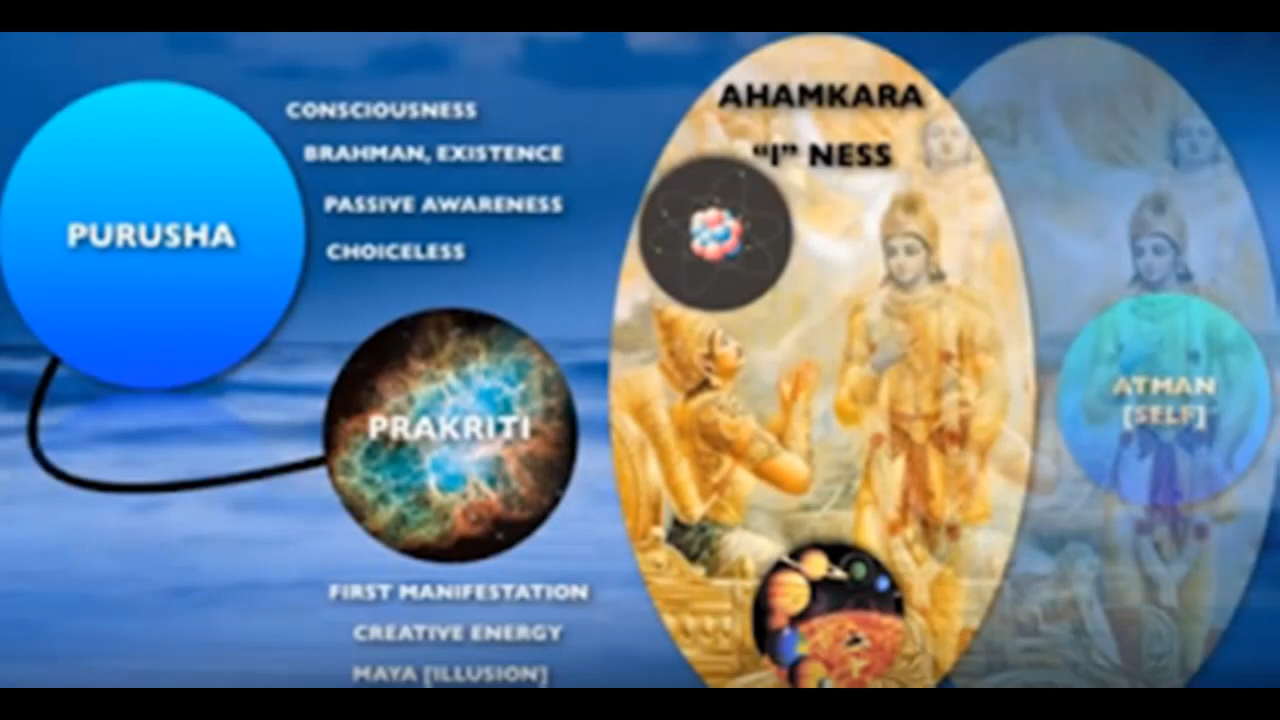 PURUSHA
CONSCIOUSNESS
BRAHMAN, EXISTENCE
PASSIVE AWARENESS
CHOICELESS
PRAKRITI
FIRST MANIFESTATION
CREATIVE ENERGY
MAYA [ILLUSION]
AHAMKARA
“I” NESS
ATMAN
[SELF]